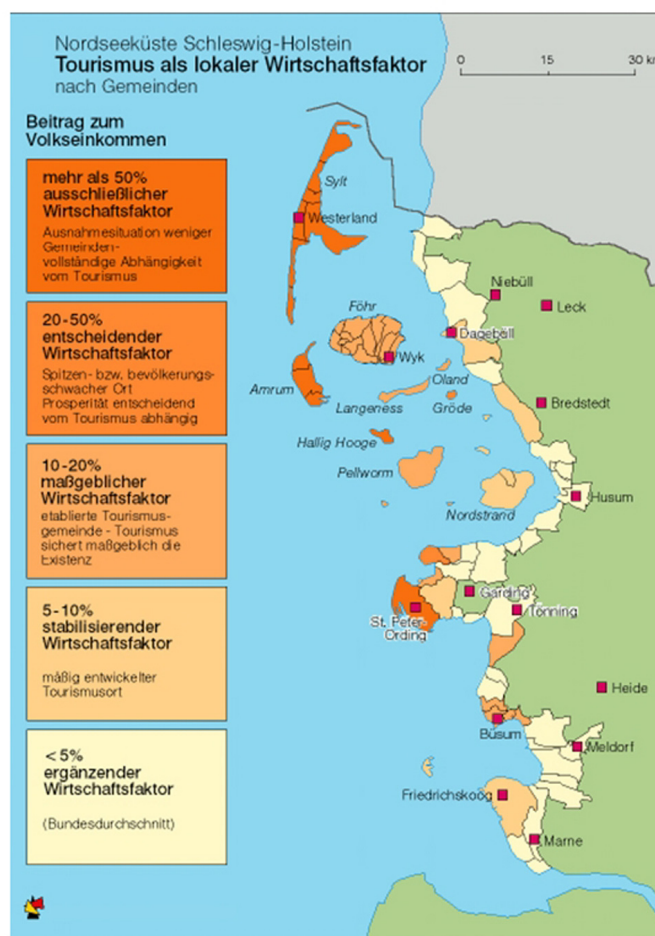 Nordseeküste Schleswig-Holstein
Tourismus als lokaler Wirtschaftsfaktor
nach Gemeinden
0 15 30 k
Beitrag zum
Volkseinkommen
mehr als 50%
ausschließlicher
Wirtschaftsfaktor
Ausnahmesituation weniger
Gemeinden-
vollständige Abhängigkeit
vom Tourismus
20-50%
entscheidender
Wirtschaftsfaktor
Spitzen- bzw. bevölkerungs-
schwacher Ort
Prosperität entscheidend
vom Tourismus abhängig
10-20%
maßgeblicher
Wirtschaftsfaktor
etablierte Tourismus-
gemeinde - Tourismus
sichert maßgeblich die
Existenz
5-10%
stabilisierender
Wirtschaftsfaktor
mäßig entwickelter
Tourismusort
<5%
ergänzender
Wirtschaftsfaktor
(Bundesdurchschnitt)
Sylt
Westerland
Niebüll
Leck
Föhr
Dagebüll
Wyk
Oland
Amrum
Langeness
Gröde
Bredstedt
Hallig Hooge
Pellworm
Husum
Nordstrand
Garding
Tönning
St. Peter-
Ording
Heide
Büsum
Meldorf
Friedrichskoog
Marne